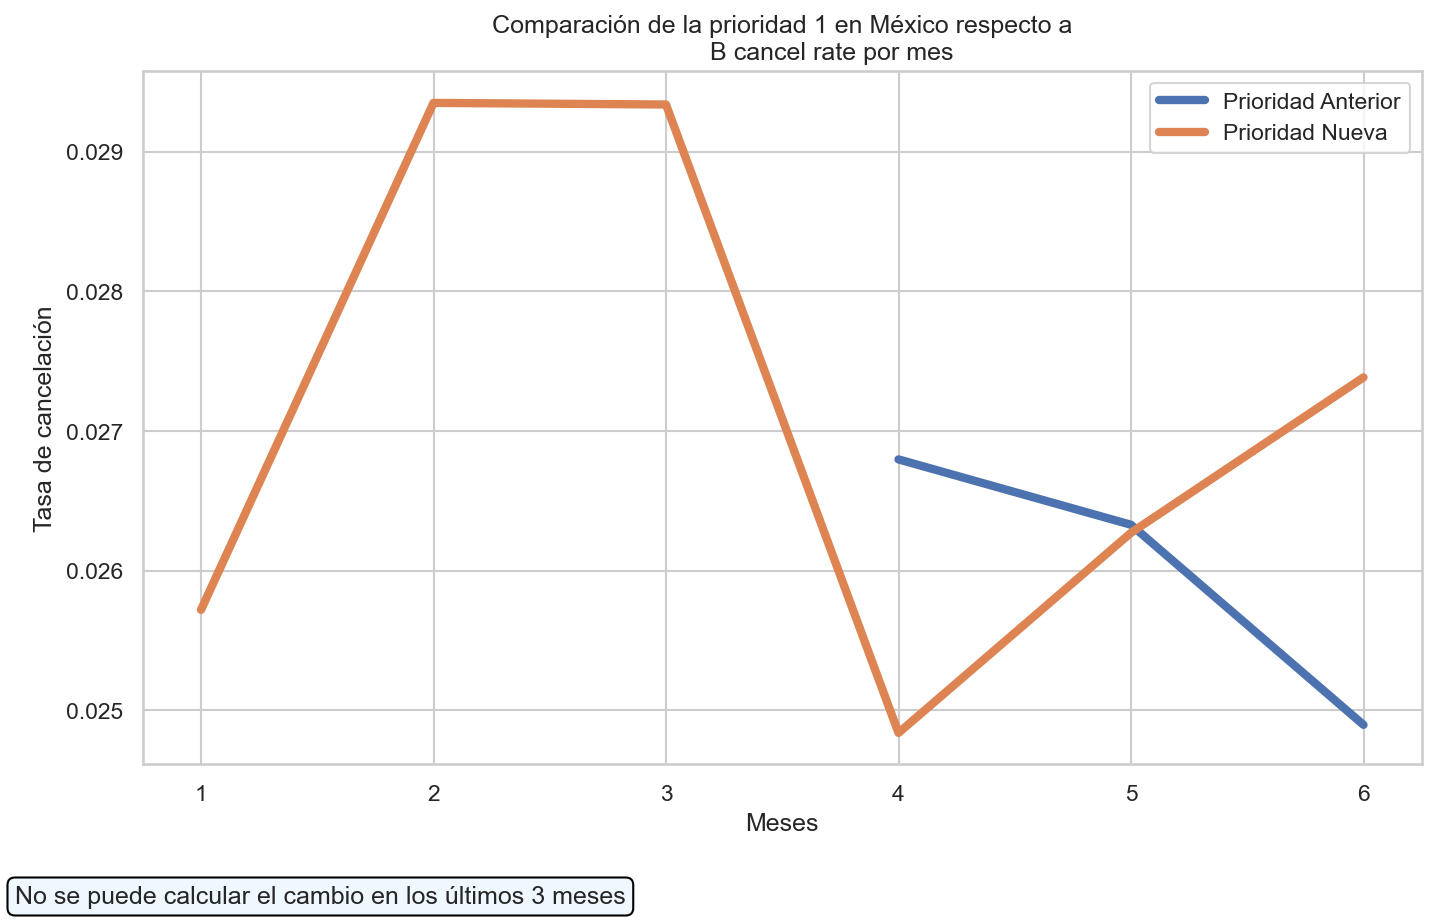 Comparación de la prioridad 1 en México respecto a
B cancel rate por mes
Prioridad Anterior
Prioridad Nueva
Tasa de cancelación
0.029
0.028
0.027
0.026
0.025
1 2 3 4 5 6
Meses
No se puede calcular el cambio en los últimos 3 meses